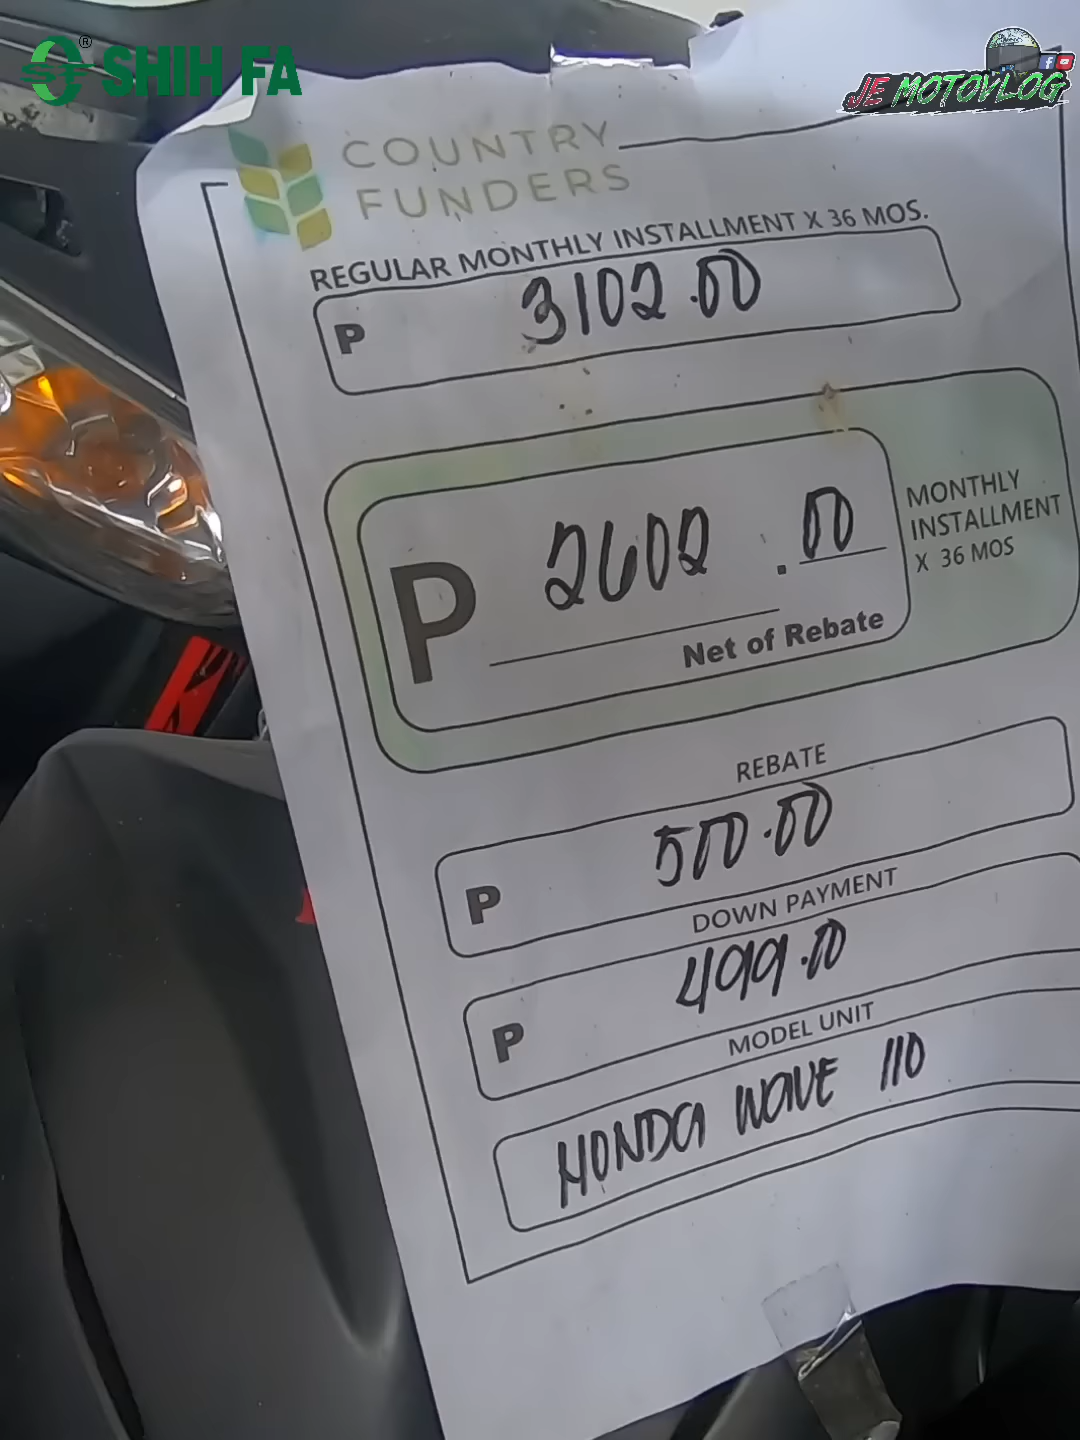 SHIH FA
JE MOTOVLOG
COUNTRY
FUNDERS
REGULAR MONTHLY INSTALLMENT X 36 MOS.
P 3102.00
P 2602.00
Net of Rebate
MONTHLY
INSTALLMENT
X 36 MOS
REBATE
P 500.00
DOWN PAYMENT
P 499.00
MODEL UNIT
HONDA WAVE 110